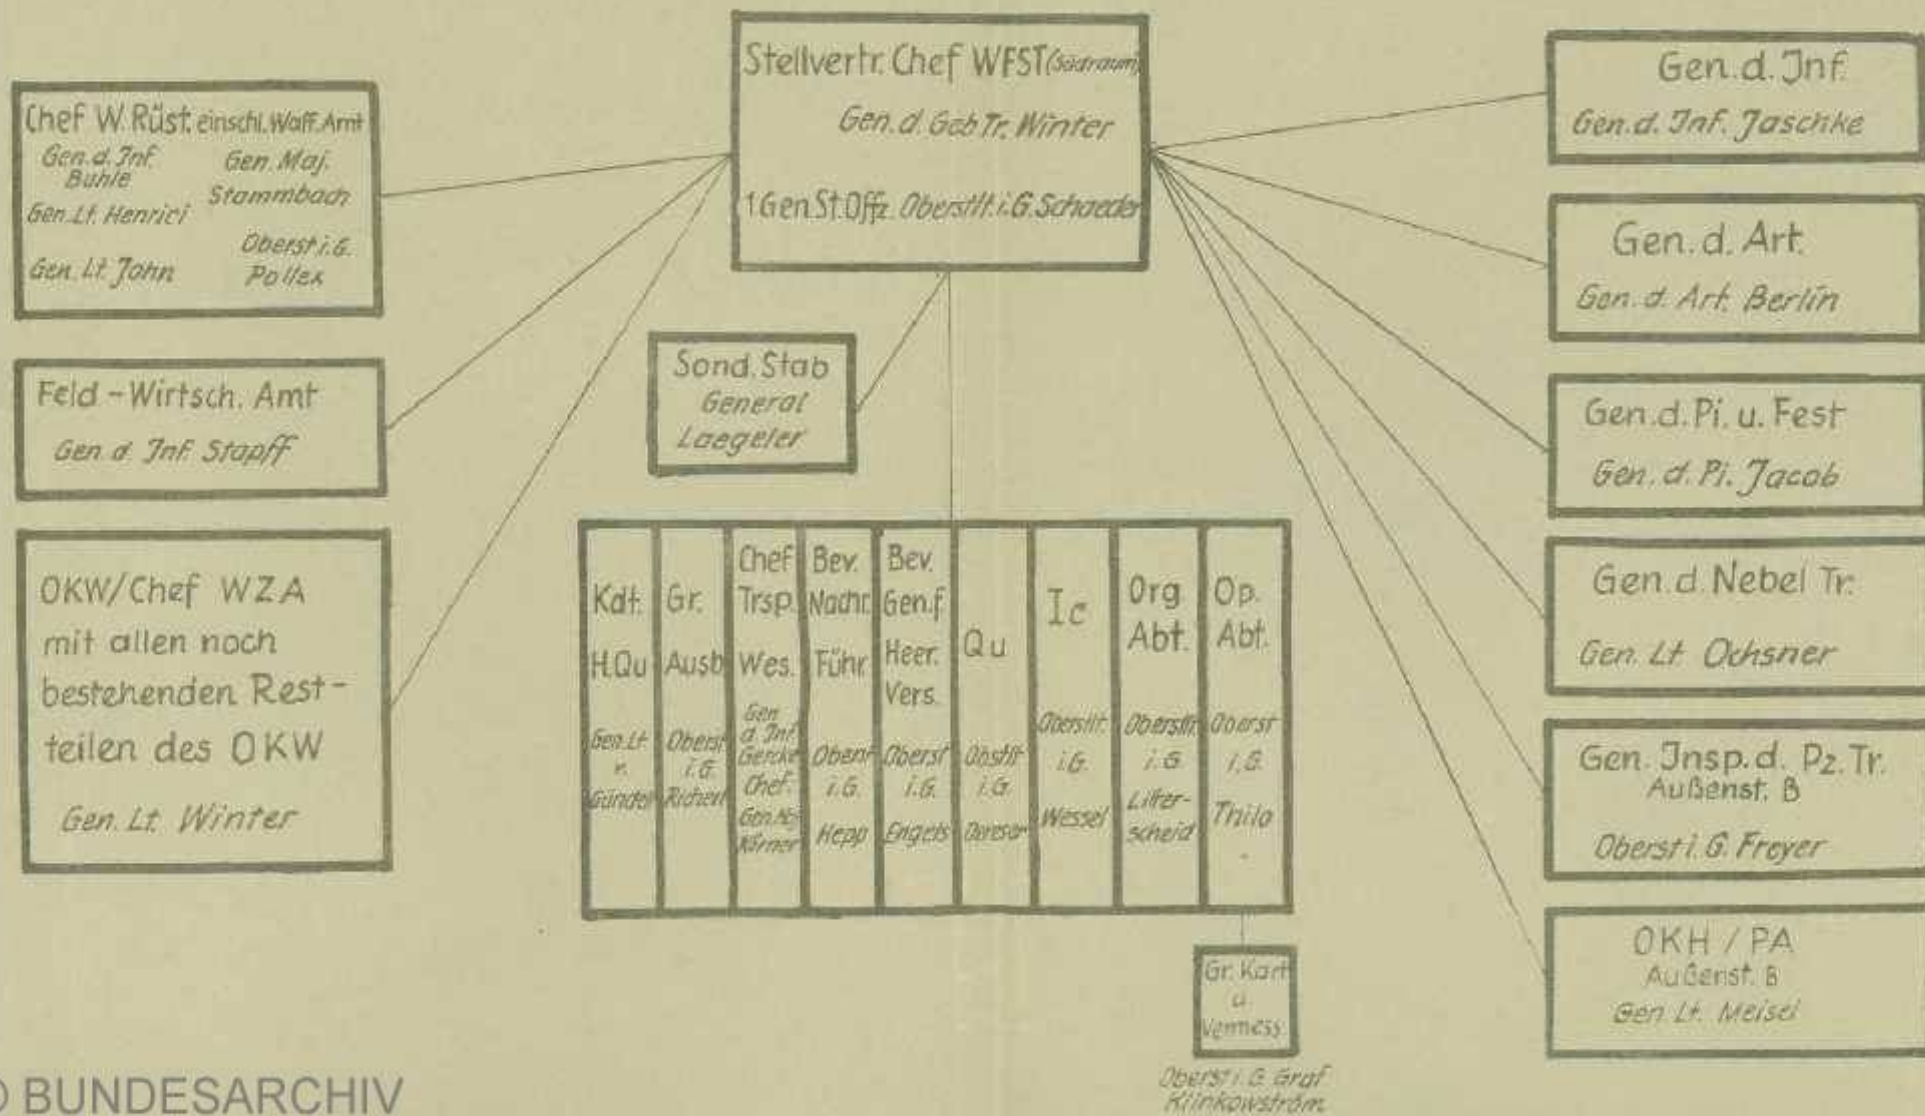 Stellvertr. Chef WFST (Südraum)
Gen. d. Geb Tr. Winter
1 Gen. St. Offz. Oberstlt. i. G. Schaeder
Chef W. Rüst. einschl. Waff. Amt
Gen. d. Inf.
Buhle
Gen. Lt. Henrici
Gen. Lt. John
Gen. Maj.
Stammbach
Oberst i. G.
Pollex
Feld-Wirtsch. Amt
Gen. d. Inf. Stapff
OKW/Chef WZA
mit allen noch
bestehenden Rest-
teilen des OKW
Gen. Lt. Winter
Sond. Stab
General
Laegeler
Kdt.
H.Qu
Gen. Lt.
v.
Gündel
Gr.
Ausb
Oberst
i.G.
Richert
Chef
Trsp.
Wes.
Gen
d. Inf
Gercke
Chef.
Gen. Maj
Körner
Bev.
Nachr.
Führ.
Oberst
i.G.
Hepp
Bev.
Gen. f
Heer.
Vers.
Oberst
i.G.
Engels
Qu
Obstlt
i.G.
Ic
Oberstlt.
i.G.
Wessel
Org
Abt.
Oberstlt.
i.G.
Litter-
scheid
Op.
Abt.
Oberst
i.G.
Thilo
Gr. Kart
u
Vermess.
Oberst i. G. Graf
Klinkowström
Gen. d. Inf.
Gen. d. Inf. Jaschke
Gen. d. Art.
Gen. d. Art. Berlin
Gen. d. Pi. u. Fest
Gen. d. Pi. Jacob
Gen. d. Nebel Tr.
Gen. Lt. Ochsner
Gen. Insp. d. Pz. Tr.
Außenst. B
Oberst i. G. Freyer
OKH / PA
Außenst. B
Gen. Lt. Meisel
© BUNDESARCHIV